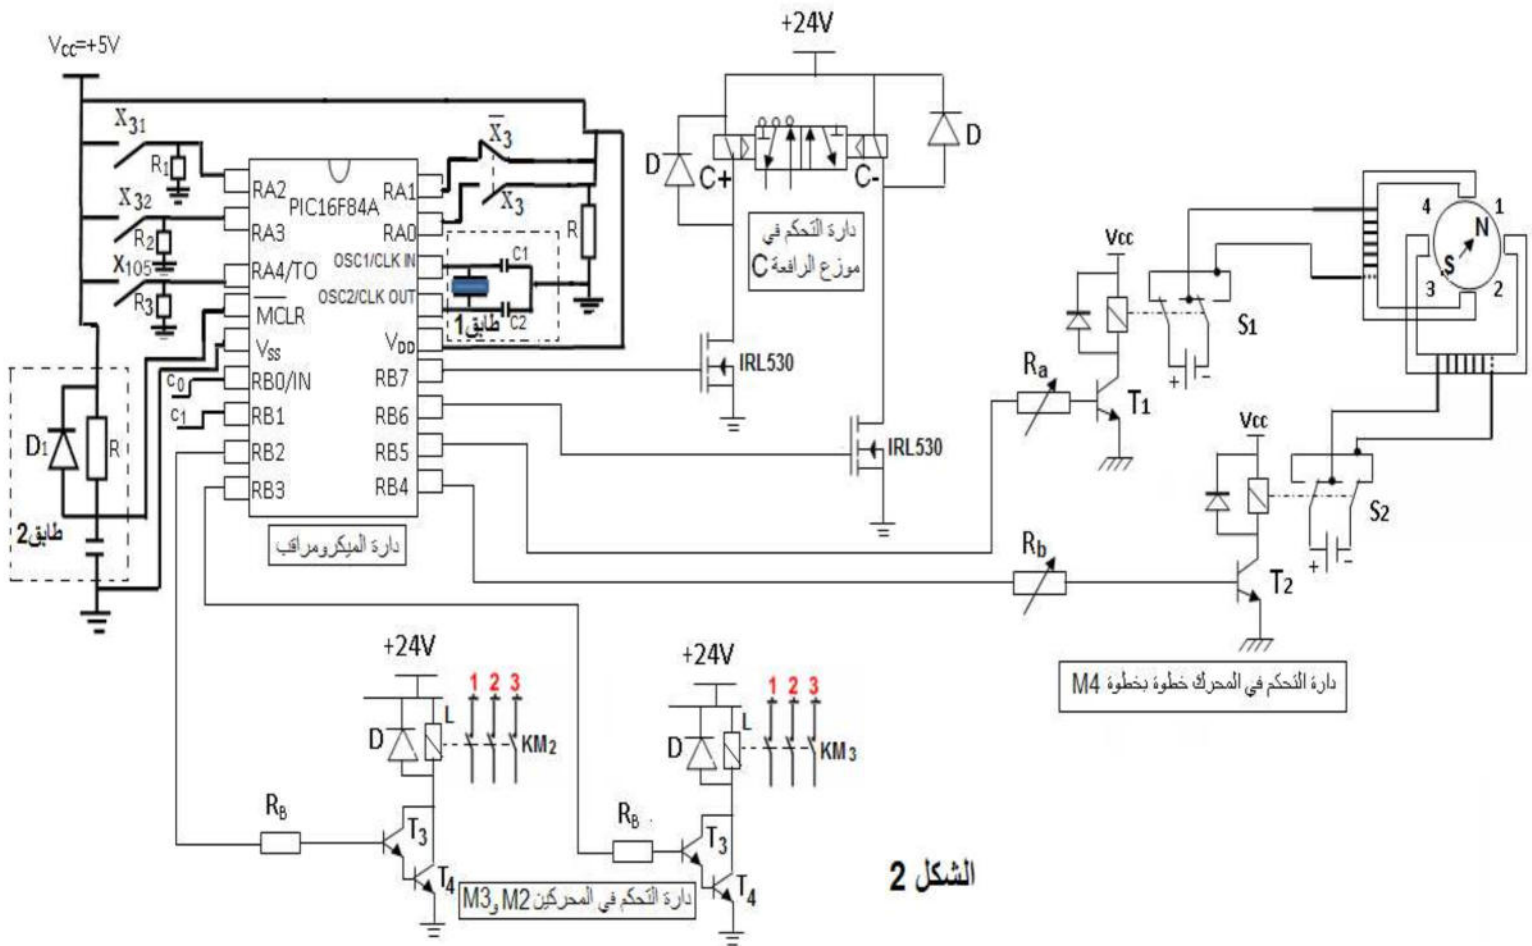 +24V
Vcc=+5V
X31
X̅3
R1
RA2
RA1
PIC16F84A
X3
X32
R2
RA3
RA0
R
X105
R3
RA4/TO
OSC1/CLK IN
C1
OSC2/CLK OUT
C2
طابق1
MCLR
Vss
VDD
C0
RB0/IN
RB7
C1
RB1
RB6
RB2
RB5
RB3
RB4
D1
R
طابق2
دارة الميكرومراقب
D
C+
C-
D
دارة التحكم في
موزع الرافعة C
IRL530
IRL530
Vcc
S1
+ -
Ra
T1
4
1
N
S
3
2
Vcc
S2
+ -
Rb
T2
دارة التحكم في المحرك خطوة بخطوة M4
+24V
1 2 3
L
D
KM2
RB
T3
T4
+24V
1 2 3
L
D
KM3
RB
T3
T4
دارة التحكم في المحركين M2 و M3
الشكل 2